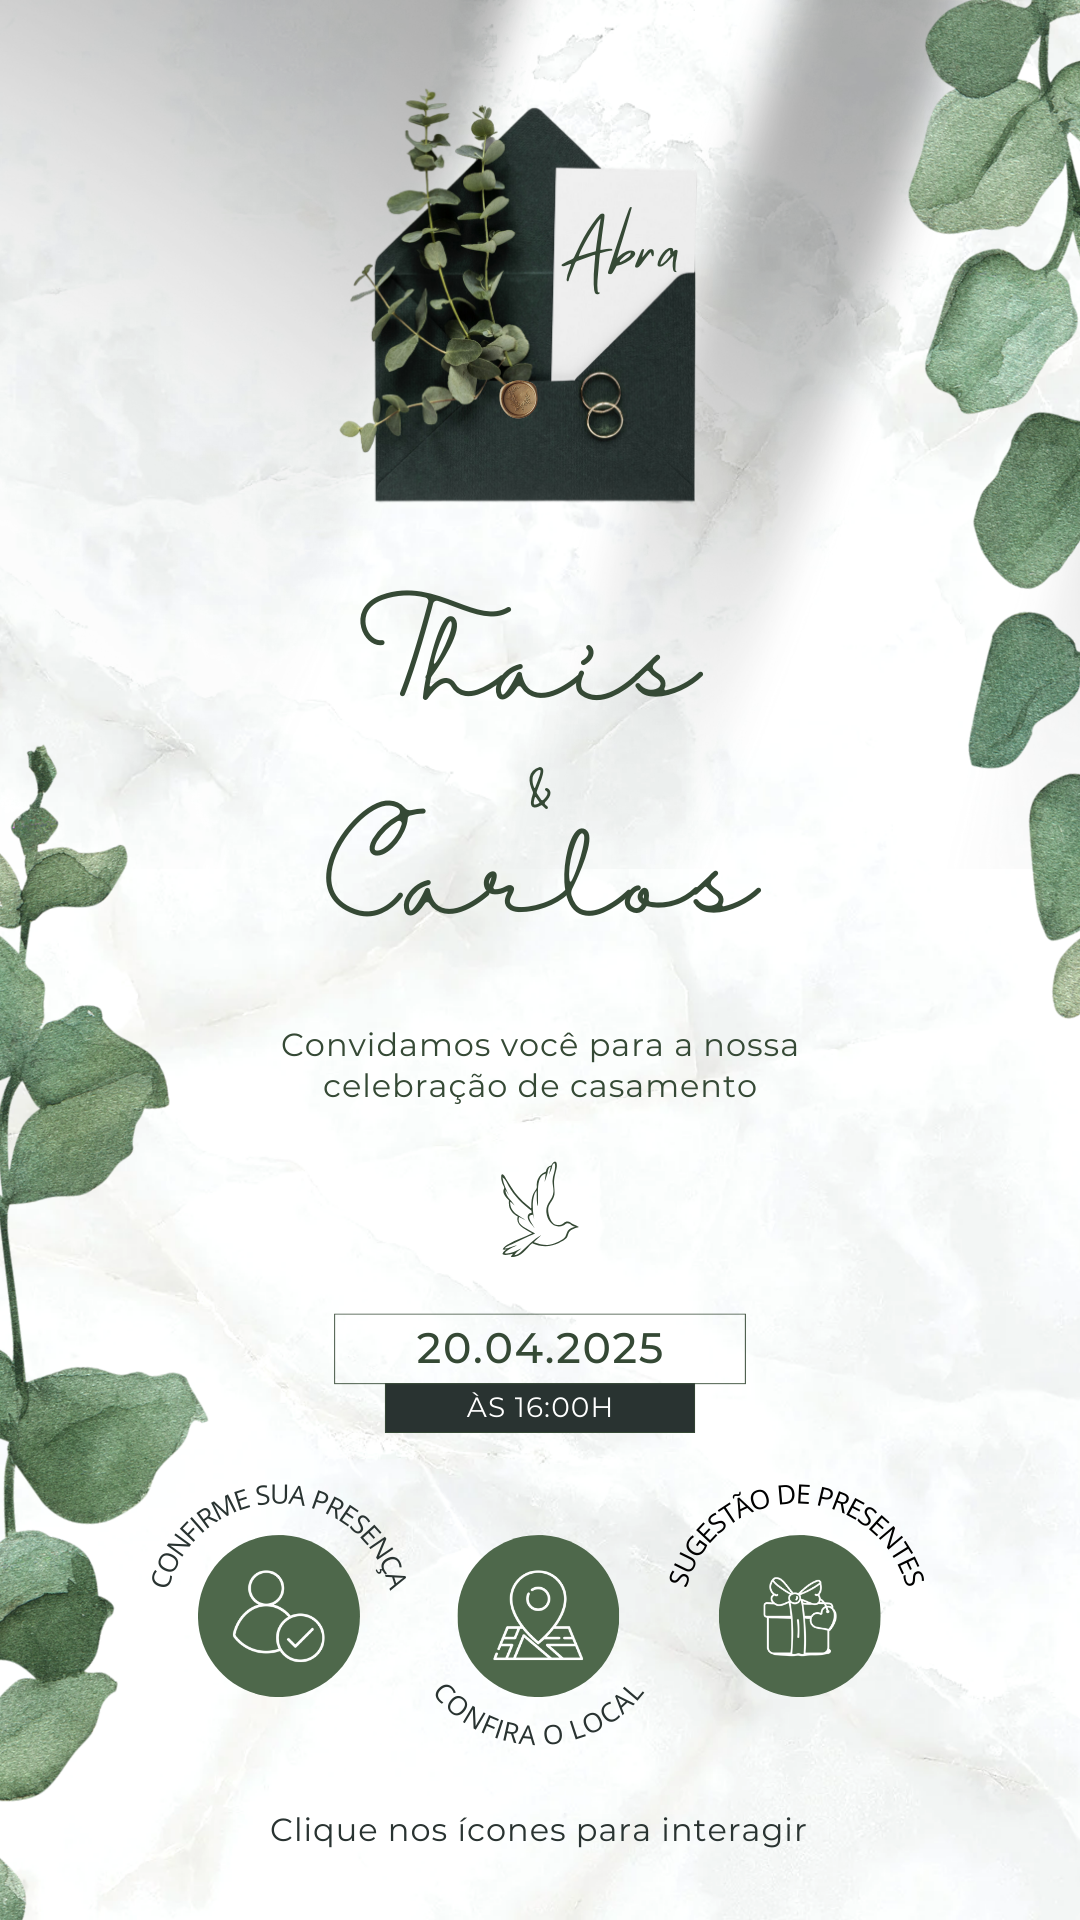 Abra
Thais
&
Carlos
Convidamos você para a nossa
celebração de casamento
20.04.2025
ÀS 16:00H
CONFIRME SUA PRESENÇA
CONFIRA O LOCAL
SUGESTÃO DE PRESENTES
Clique nos ícones para interagir